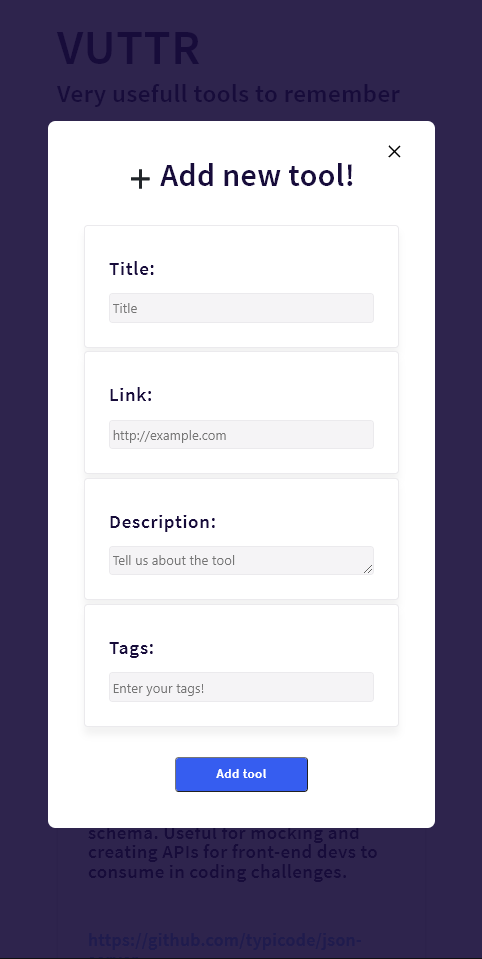 VUTTR
Very usefull tools to remember
+ Add new tool!
Title:
Title
Link:
http://example.com
Description:
Tell us about the tool
Tags:
Enter your tags!
Add tool
schema. Useful for mocking and
creating APIs for front-end devs to
consume in coding challenges.
https://github.com/typicode/json-